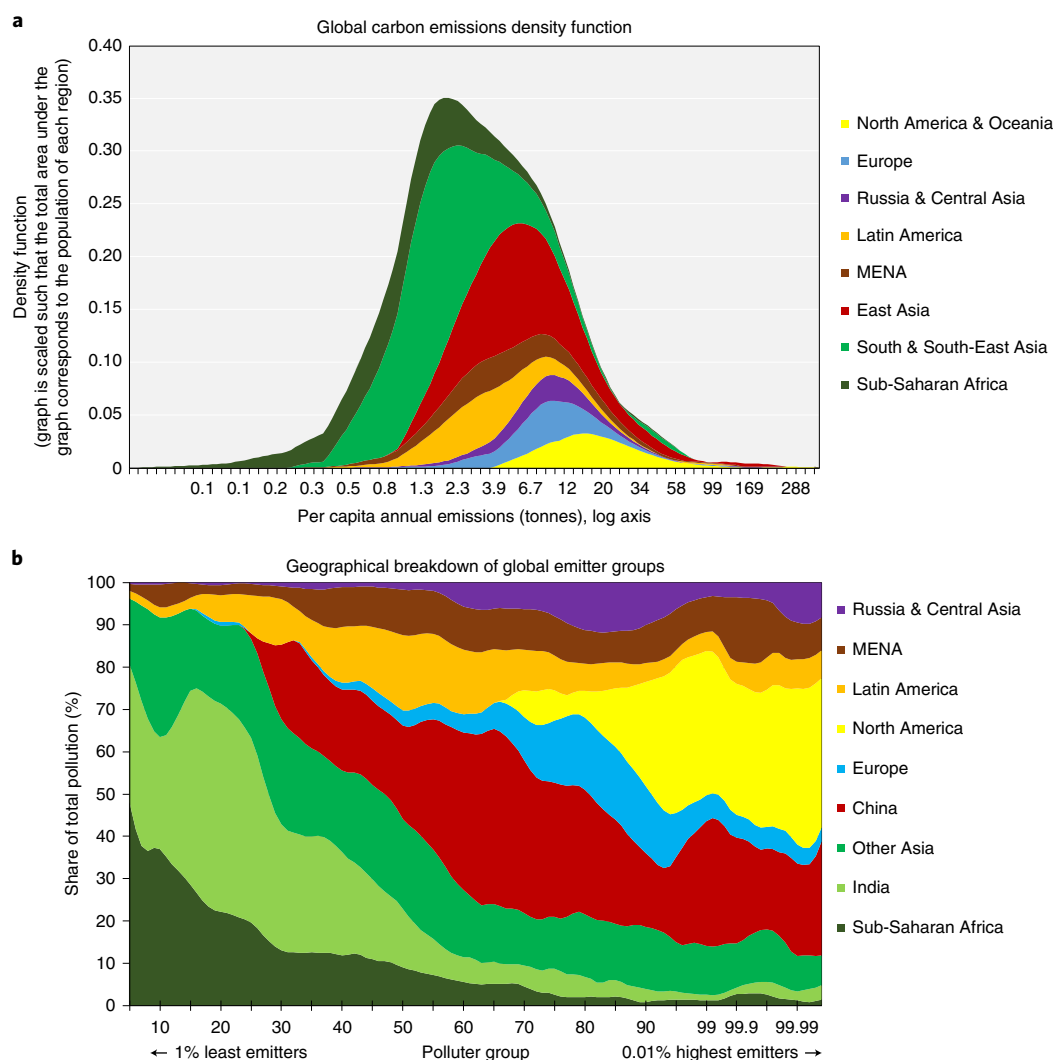 a
Global carbon emissions density function
Density function
(graph is scaled such that the total area under the
graph corresponds to the population of each region)
0.40
0.35
0.30
0.25
0.20
0.15
0.10
0.05
0
0.1 0.1 0.2 0.3 0.5 0.8 1.3 2.3 3.9 6.7 12 20 34 58 99 169 288
Per capita annual emissions (tonnes), log axis
North America & Oceania
Europe
Russia & Central Asia
Latin America
MENA
East Asia
South & South-East Asia
Sub-Saharan Africa
b
Geographical breakdown of global emitter groups
Share of total pollution (%)
100
90
80
70
60
50
40
30
20
10
0
10 20 30 40 50 60 70 80 90 99 99.9 99.99
← 1% least emitters Polluter group 0.01% highest emitters →
Russia & Central Asia
MENA
Latin America
North America
Europe
China
Other Asia
India
Sub-Saharan Africa